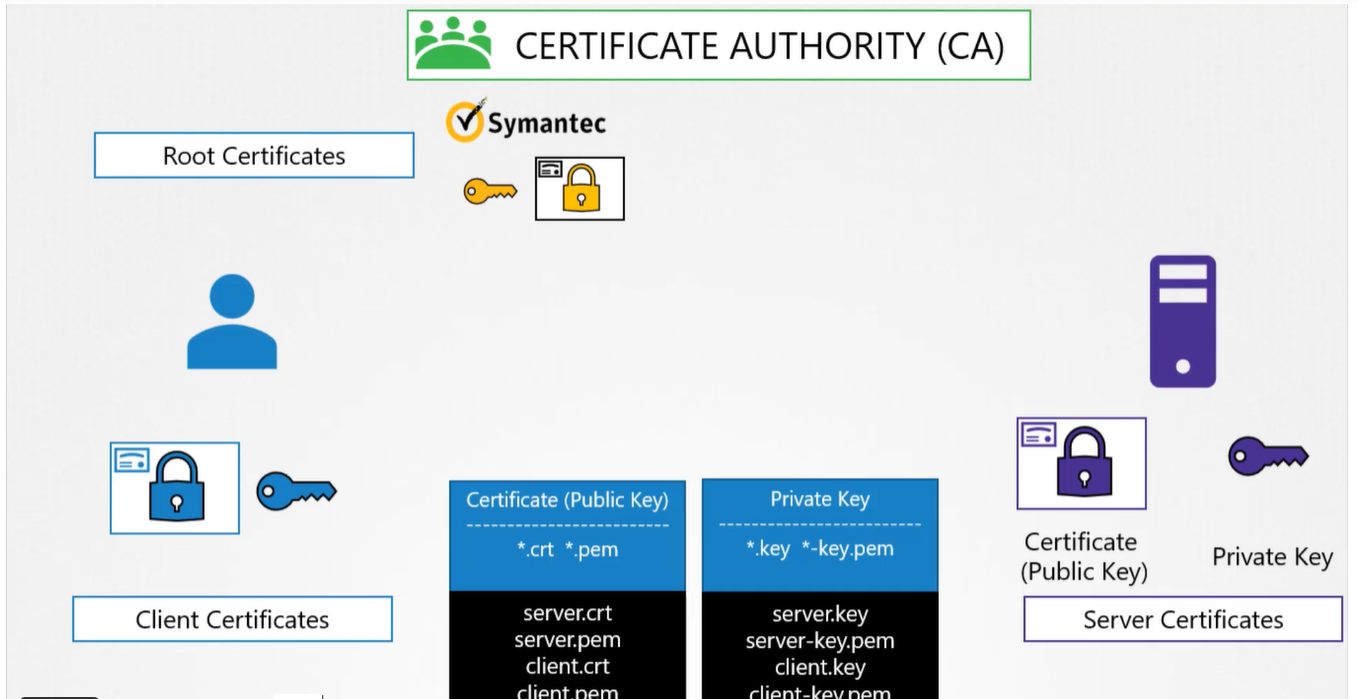 CERTIFICATE AUTHORITY (CA)
Symantec
Root Certificates
Certificate (Public Key)
*.crt *.pem
server.crt
server.pem
client.crt
client.pem
Private Key
*.key *-key.pem
server.key
server-key.pem
client.key
client-key.pem
Client Certificates
Certificate
(Public Key)
Private Key
Server Certificates